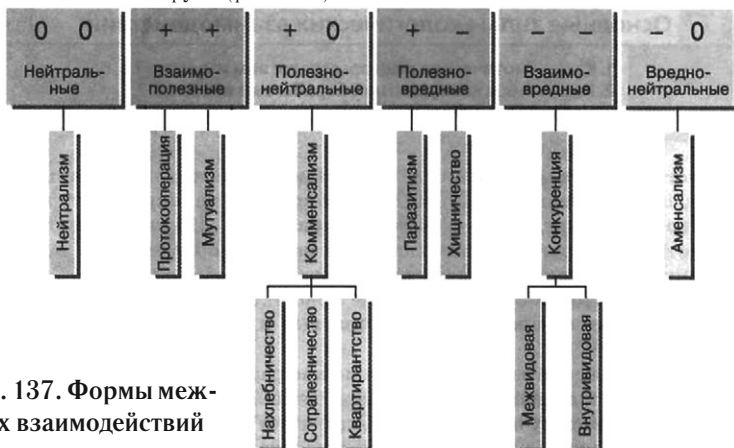 0 0
Нейтраль-
ные
+ +
Взаимо-
полезные
+ 0
Полезно-
нейтральные
+ −
Полезно-
вредные
− −
Взаимо-
вредные
− 0
Вредно-
нейтральные
Нейтрализм
Протокооперация
Мутуализм
Комменсализм
Паразитизм
Хищничество
Конкуренция
Аменсализм
Нахлебничество
Сотрапезничество
Квартирантство
Межвидовая
Внутривидовая
. 137. Формы меж-
х взаимодействий